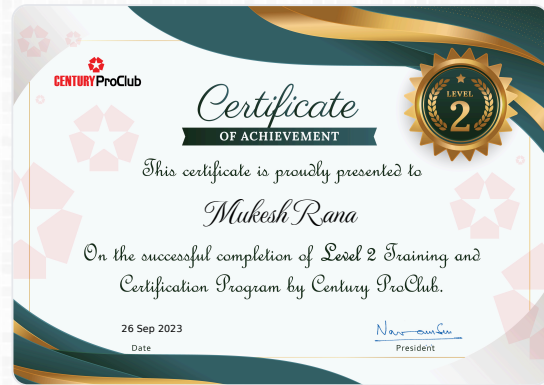 CENTURY ProClub
LEVEL
2
Certificate
OF ACHIEVEMENT
This certificate is proudly presented to
Mukesh Rana
On the successful completion of Level 2 Training and
Certification Program by Century ProClub.
26 Sep 2023
Date
President